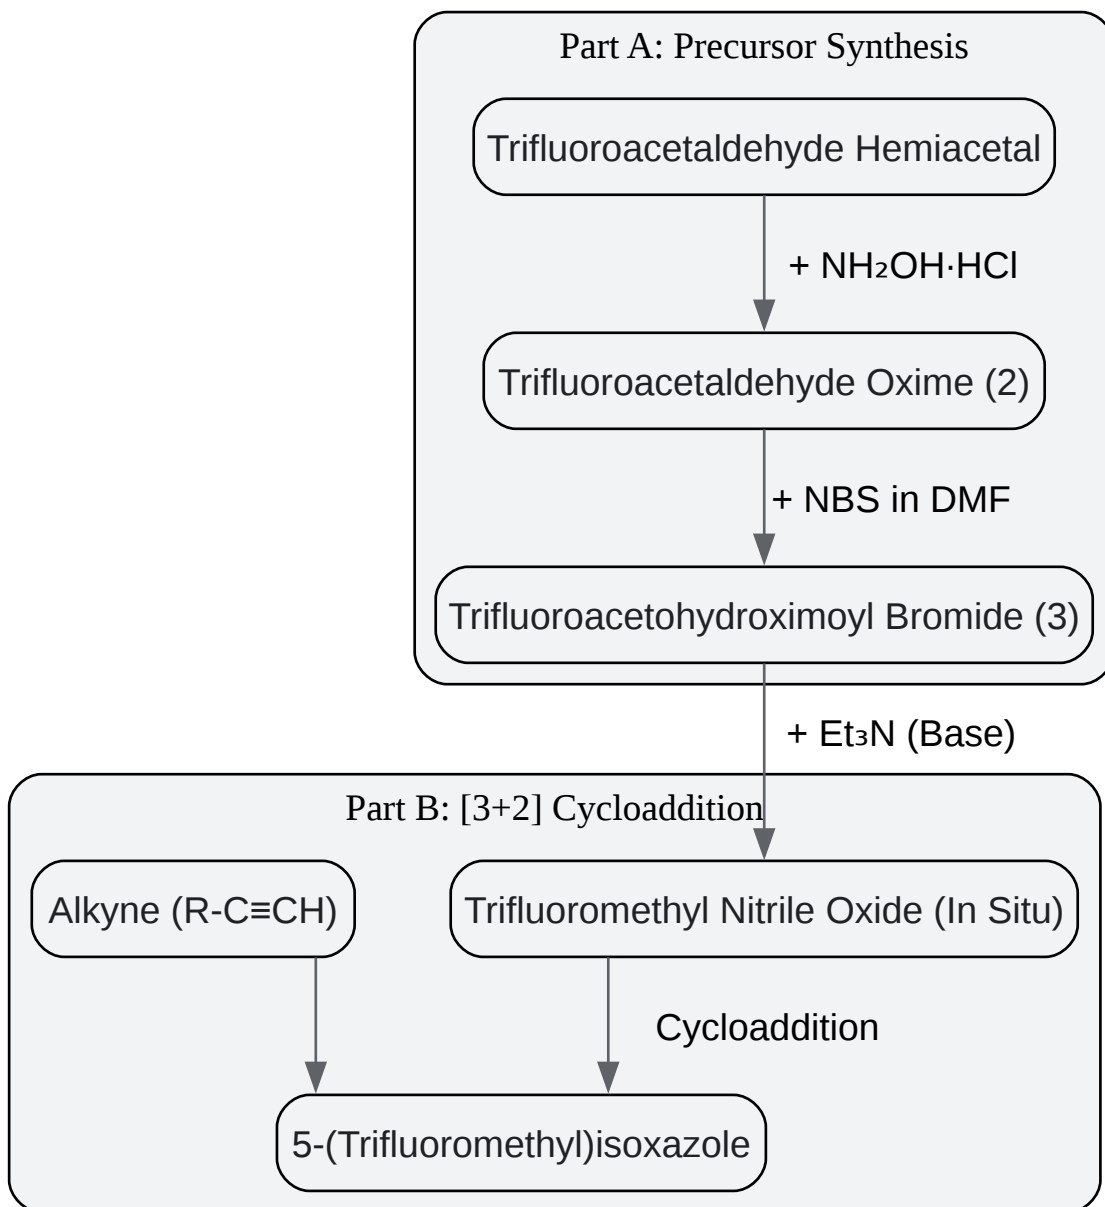 Part A: Precursor Synthesis
Trifluoroacetaldehyde Hemiacetal
+ NH₂OH·HCl
Trifluoroacetaldehyde Oxime (2)
+ NBS in DMF
Trifluoroacetohydroximoyl Bromide (3)
+ Et₃N (Base)
Part B: [3+2] Cycloaddition
Alkyne (R-C≡CH)
Trifluoromethyl Nitrile Oxide (In Situ)
Cycloaddition
5-(Trifluoromethyl)isoxazole